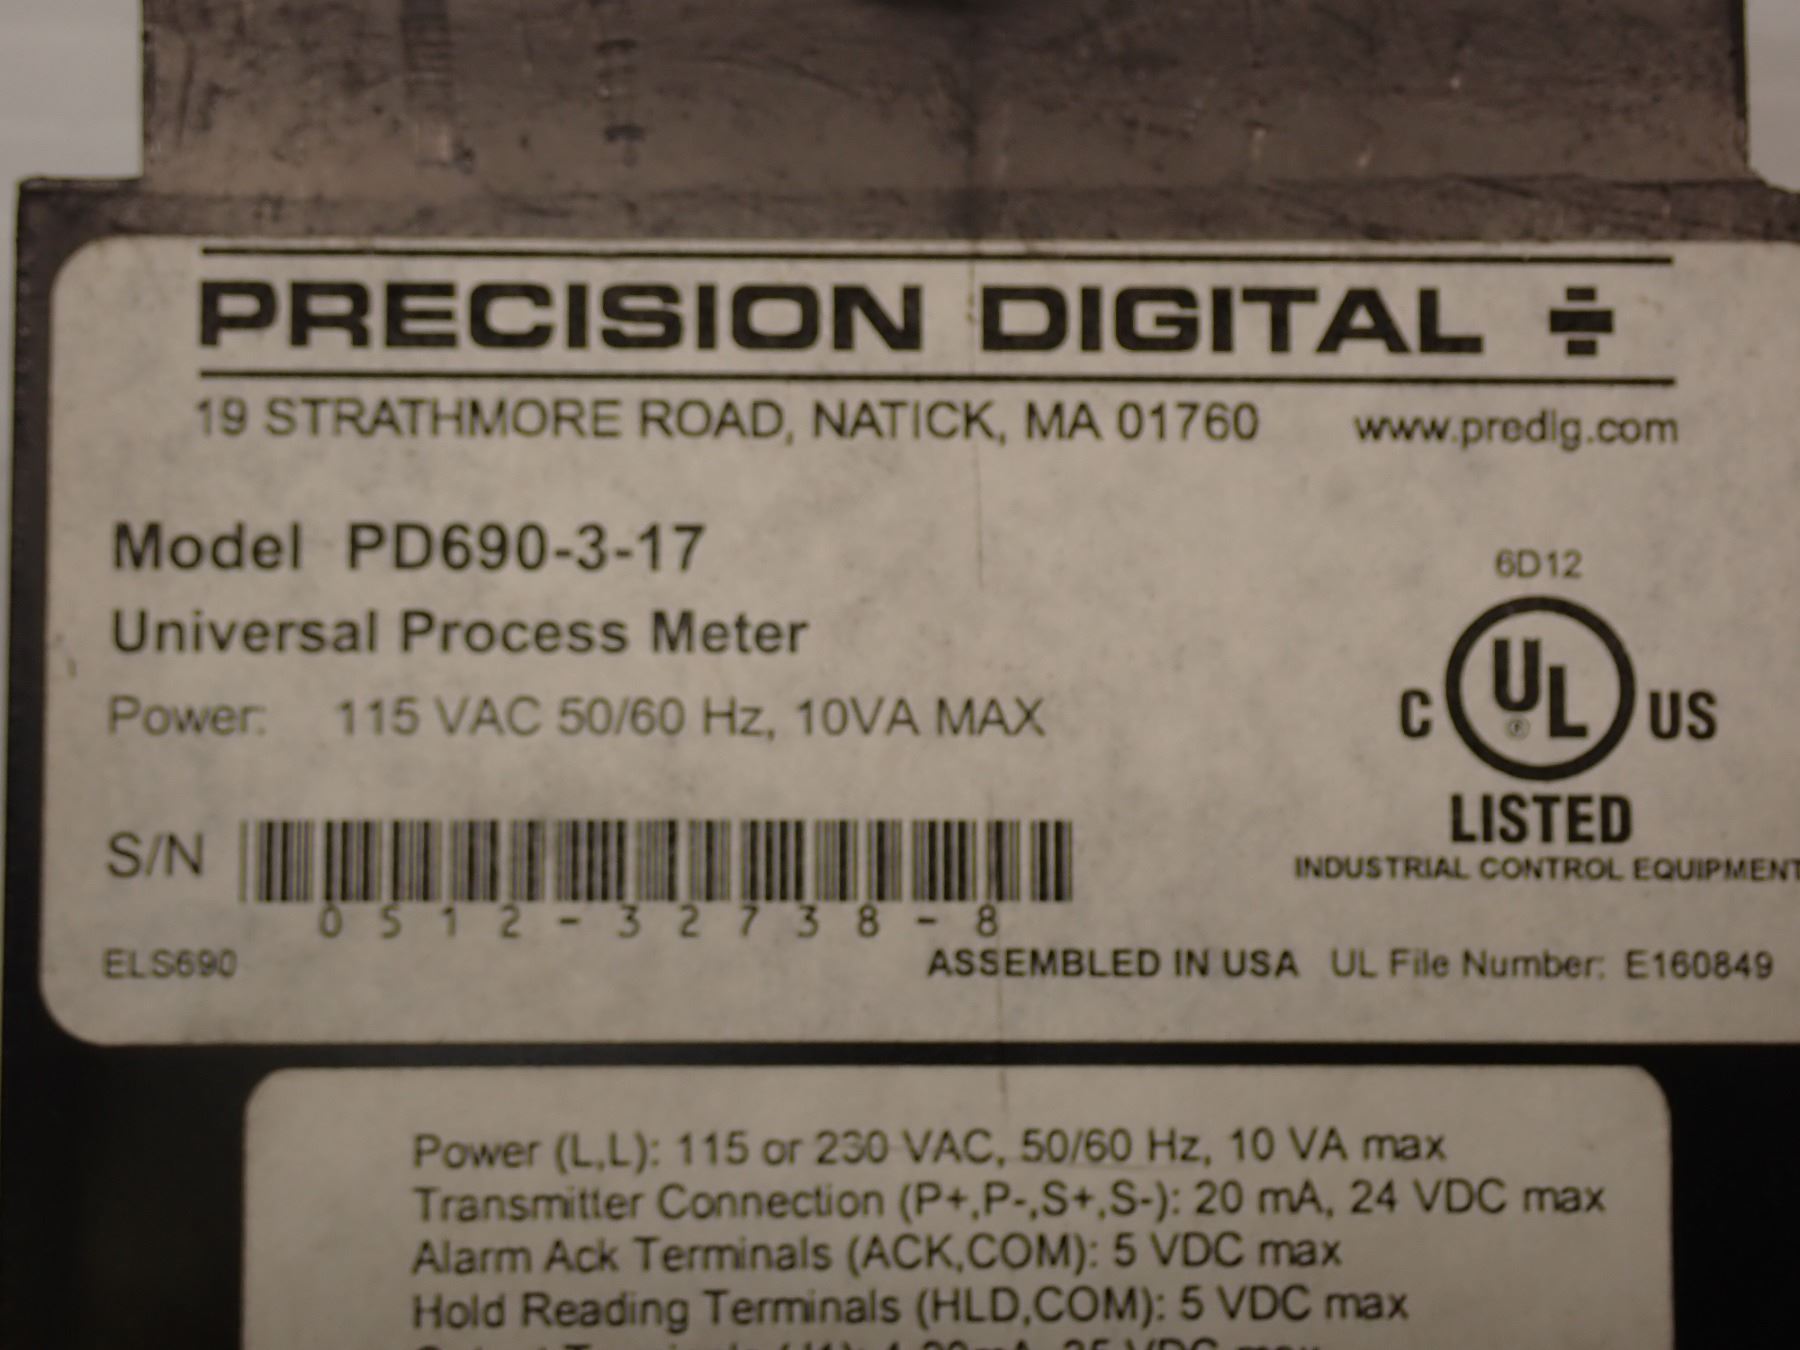 PRECISION DIGITAL
19 STRATHMORE ROAD, NATICK, MA 01760 www.predig.com
Model PD690-3-17
6D12
Universal Process Meter
C UL ® US
Power: 115 VAC 50/60 Hz, 10VA MAX
LISTED
INDUSTRIAL CONTROL EQUIPMENT
S/N
0512-32738-8
ELS690 ASSEMBLED IN USA UL File Number: E160849
Power (L,L): 115 or 230 VAC, 50/60 Hz, 10 VA max
Transmitter Connection (P+,P-,S+,S-): 20 mA, 24 VDC max
Alarm Ack Terminals (ACK,COM): 5 VDC max
Hold Reading Terminals (HLD,COM): 5 VDC max